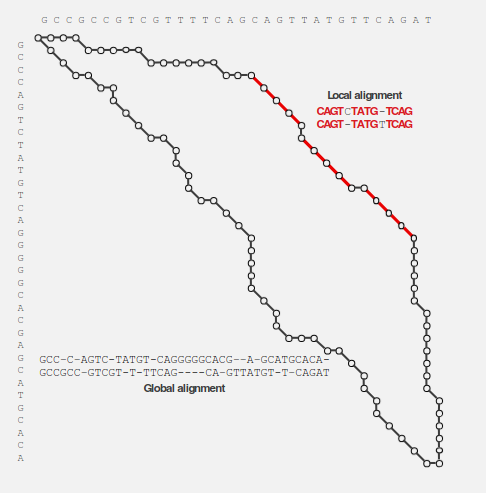 G C C G C C G T C G T T T T C A G C A G T T A T G T T C A G A T
G C C C A G T C T A T G T C A G G G G G C A C G A G C A T G C A C A
Local alignment
CAGTCTATG-TCAG
CAGT-TATGTTCAG
GCC-C-AGTC-TATGT-CAGGGGGCACG--A-GCATGCACA-
GCCGCC-GTCGT-T-TTCAG----CA-GTTATGT-T-CAGAT
Global alignment